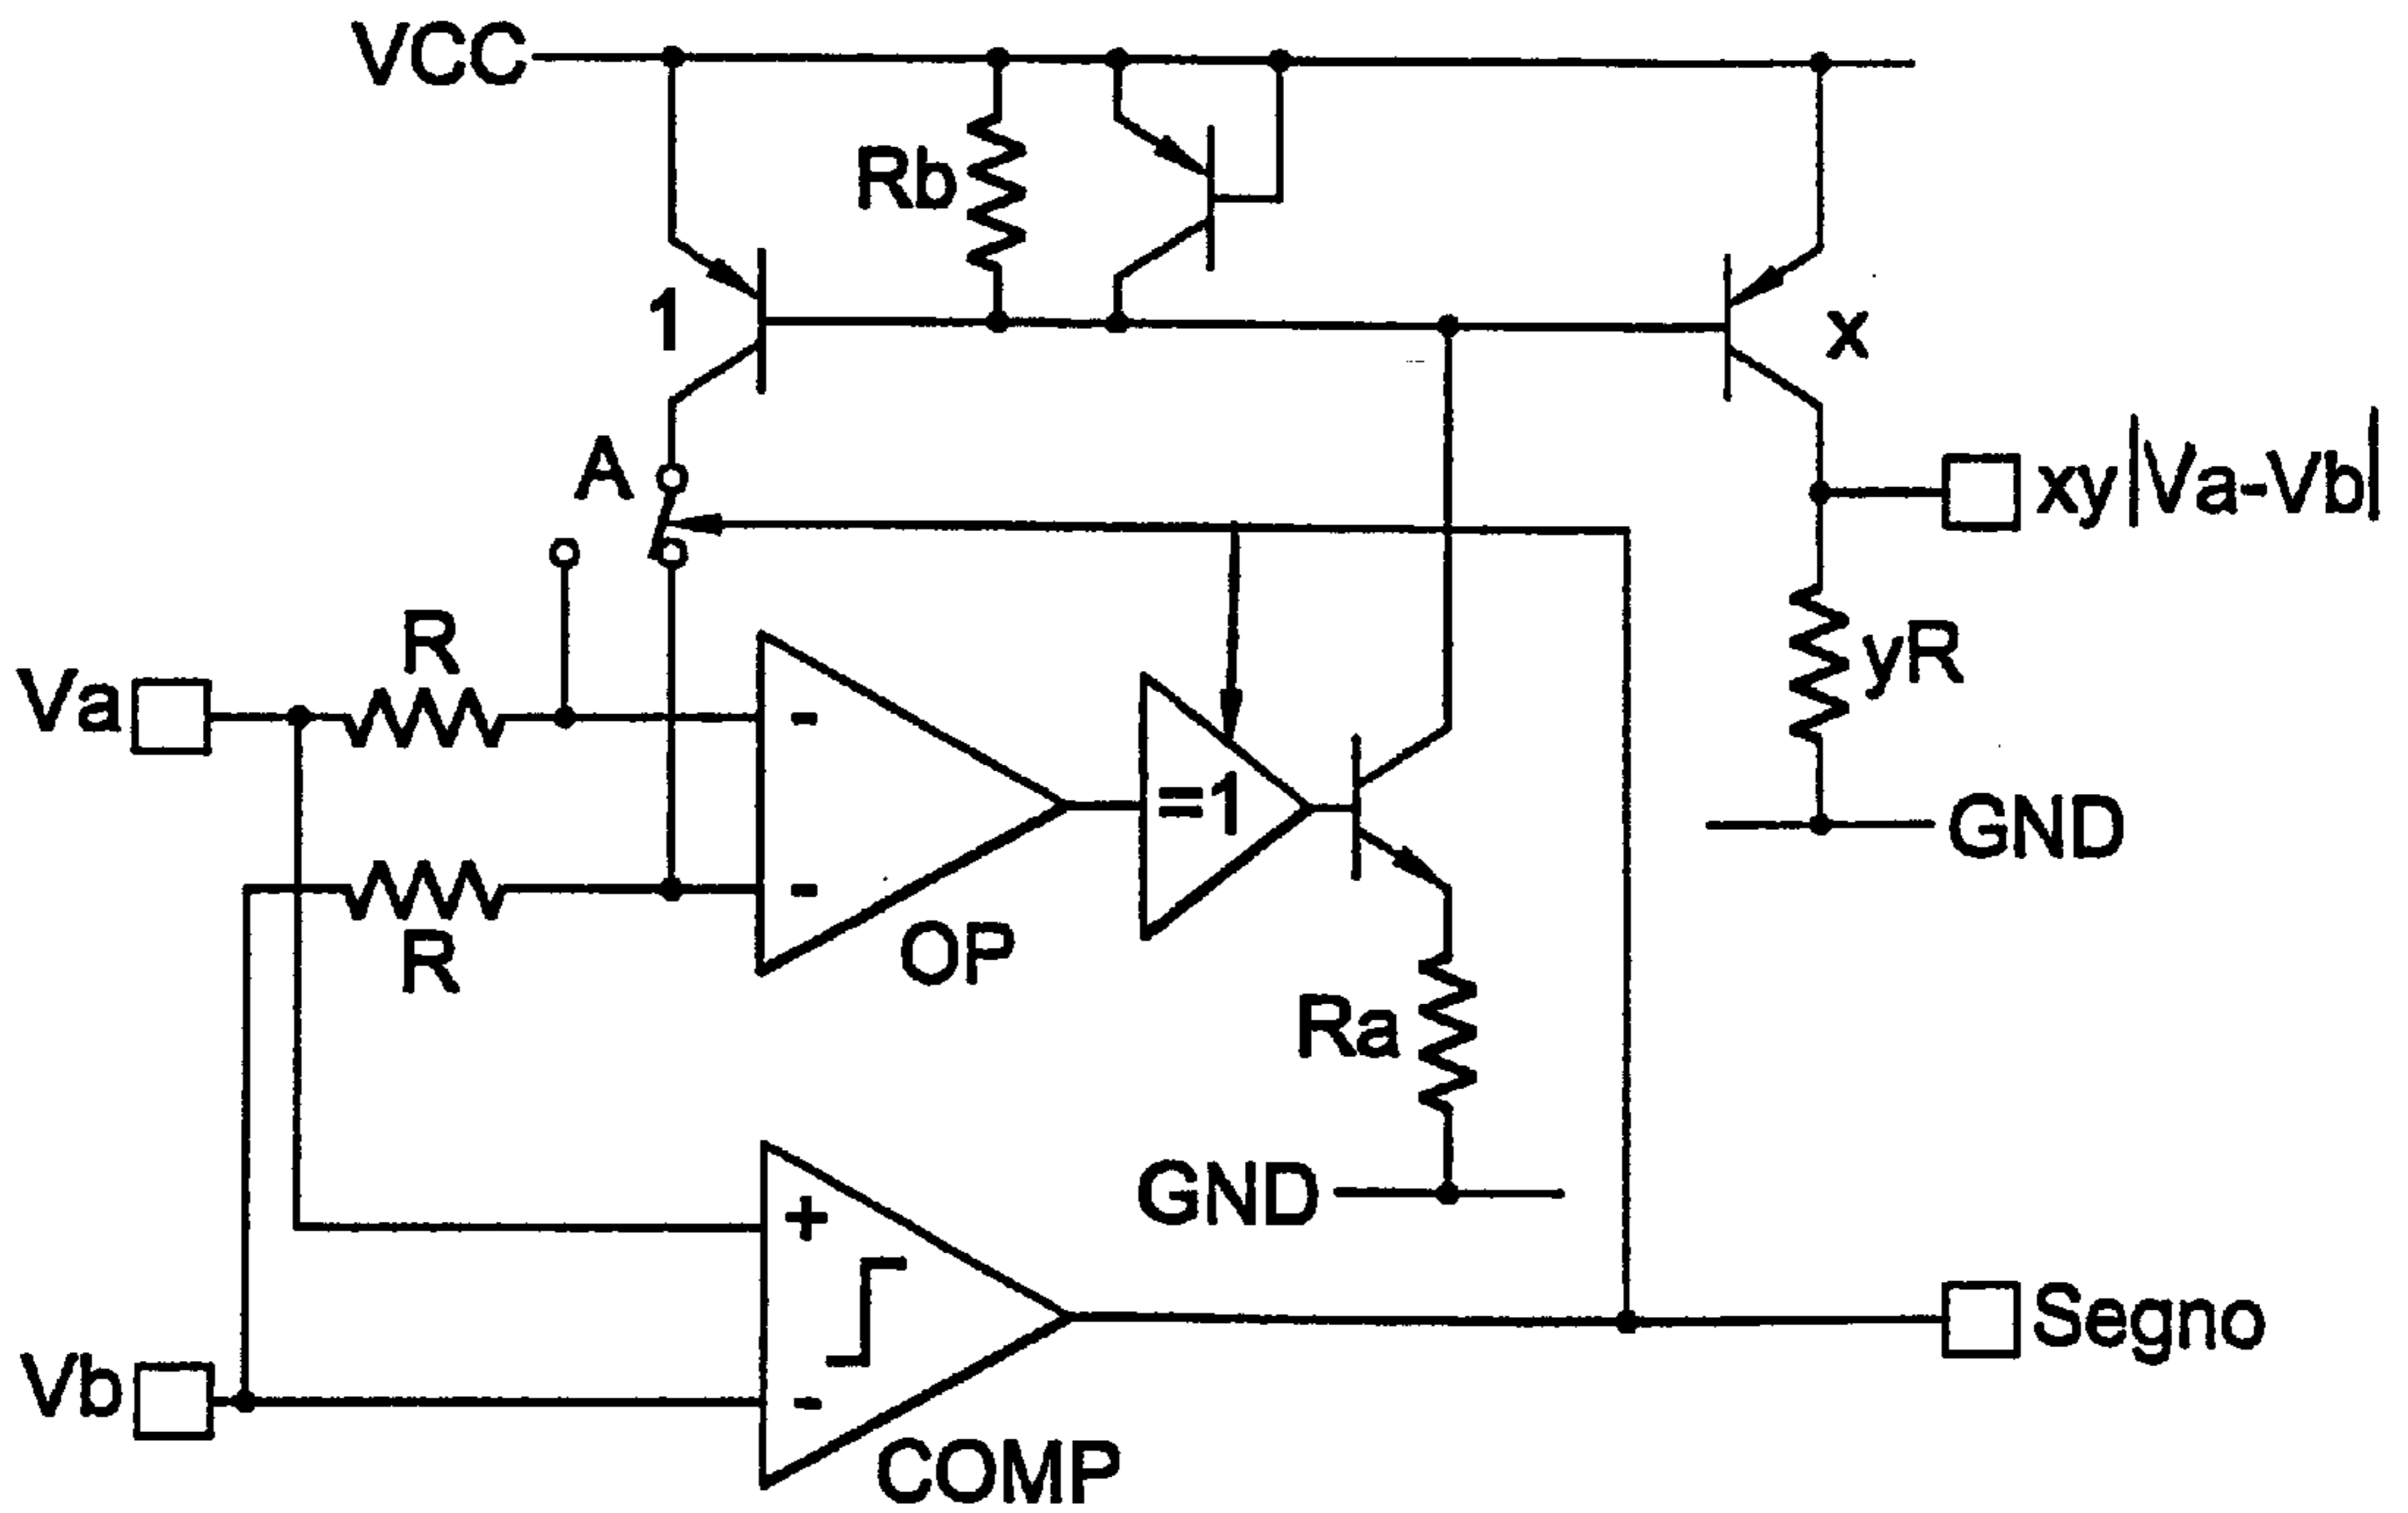 VCC
Rb
1
x
A
xy|Va-Vb|
R
yR
Va
-
=1
GND
-
R
OP
Ra
+
GND
Segno
Vb
-
COMP